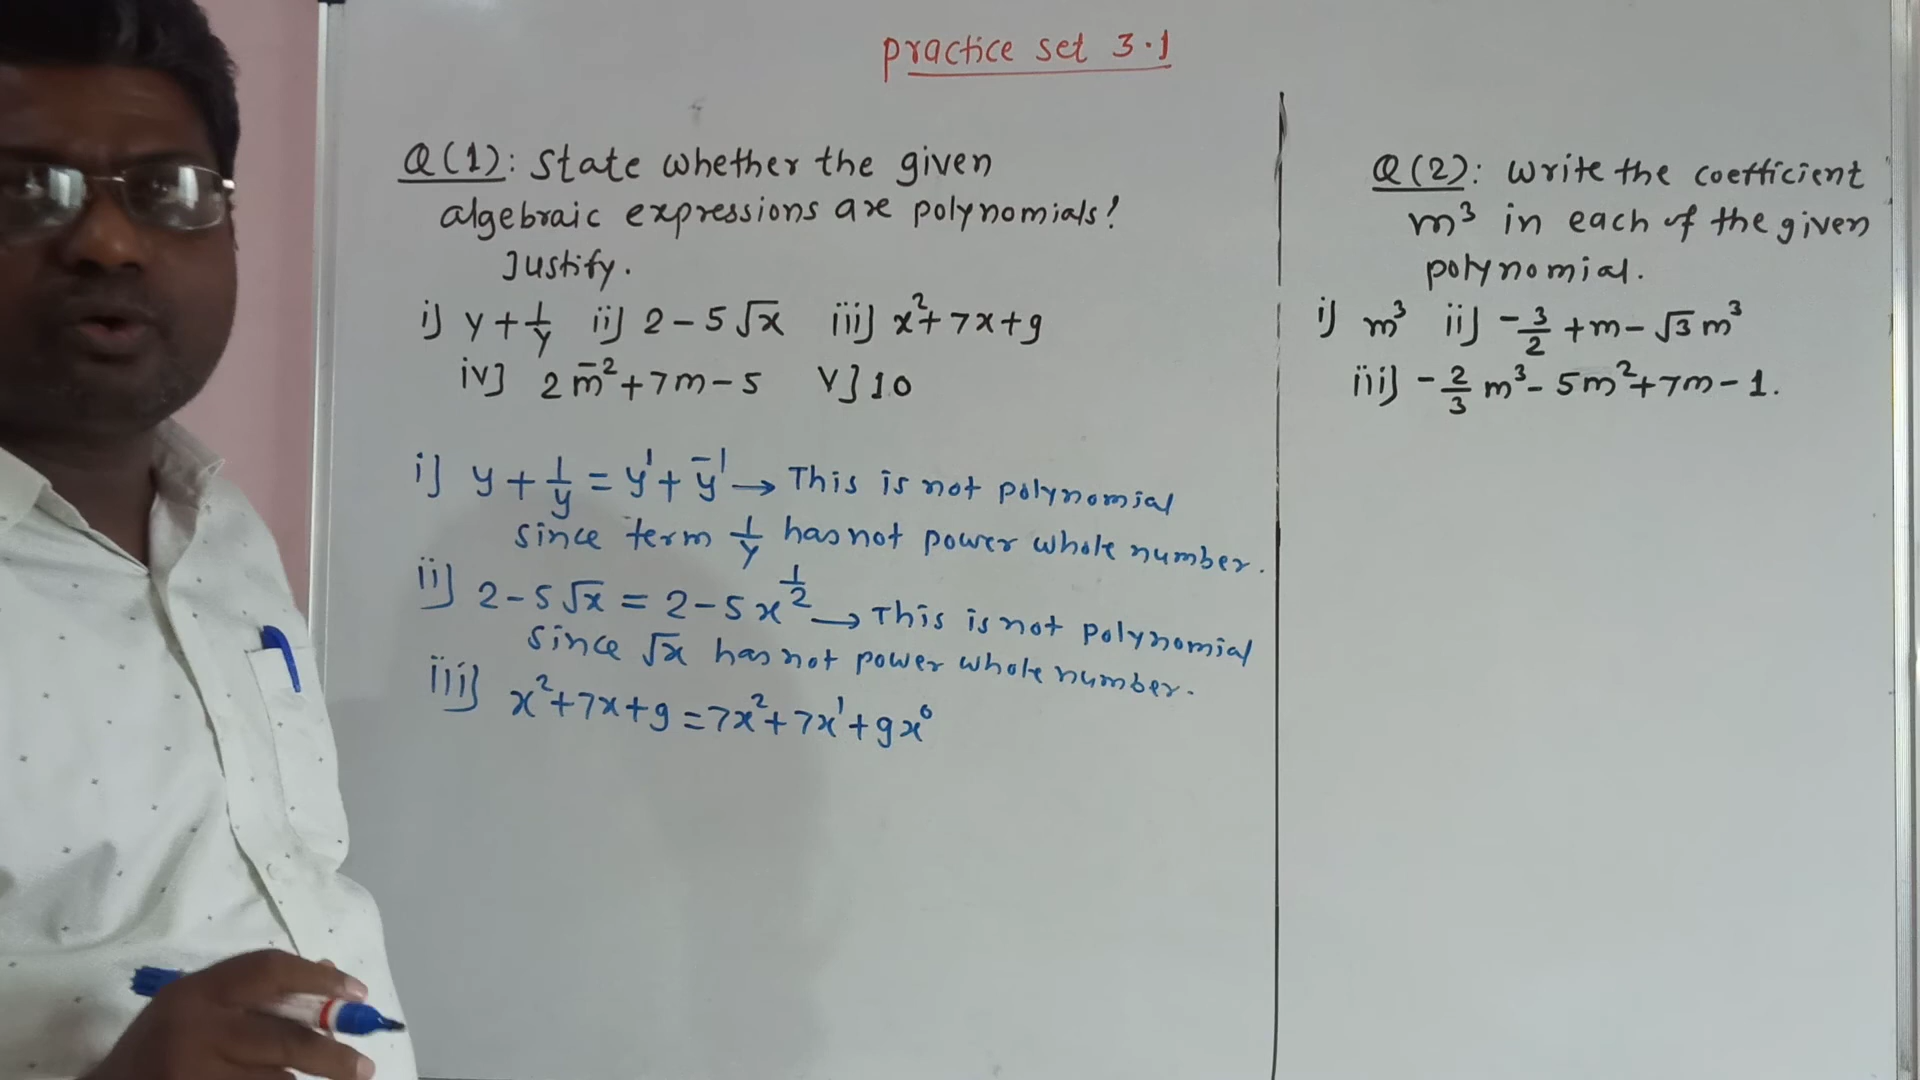 practice set 3.1
Q(1): State whether the given
algebraic expressions are polynomials?
Justify.
i] y + 1/y ii] 2 - 5√x iii] x² + 7x + 9
iv] 2m⁻² + 7m - 5 v] 10
i] y + 1/y = y¹ + y⁻¹ → This is not polynomial
since term 1/y has not power whole number.
ii] 2 - 5√x = 2 - 5x^(1/2) → This is not polynomial
since √x has not power whole number.
iii] x² + 7x + 9 = 7x² + 7x¹ + 9x⁰
Q(2): Write the coefficient
m³ in each of the given
polynomial.
i] m³ ii] -3/2 + m - √3 m³
iii] -2/3 m³ - 5m² + 7m - 1.